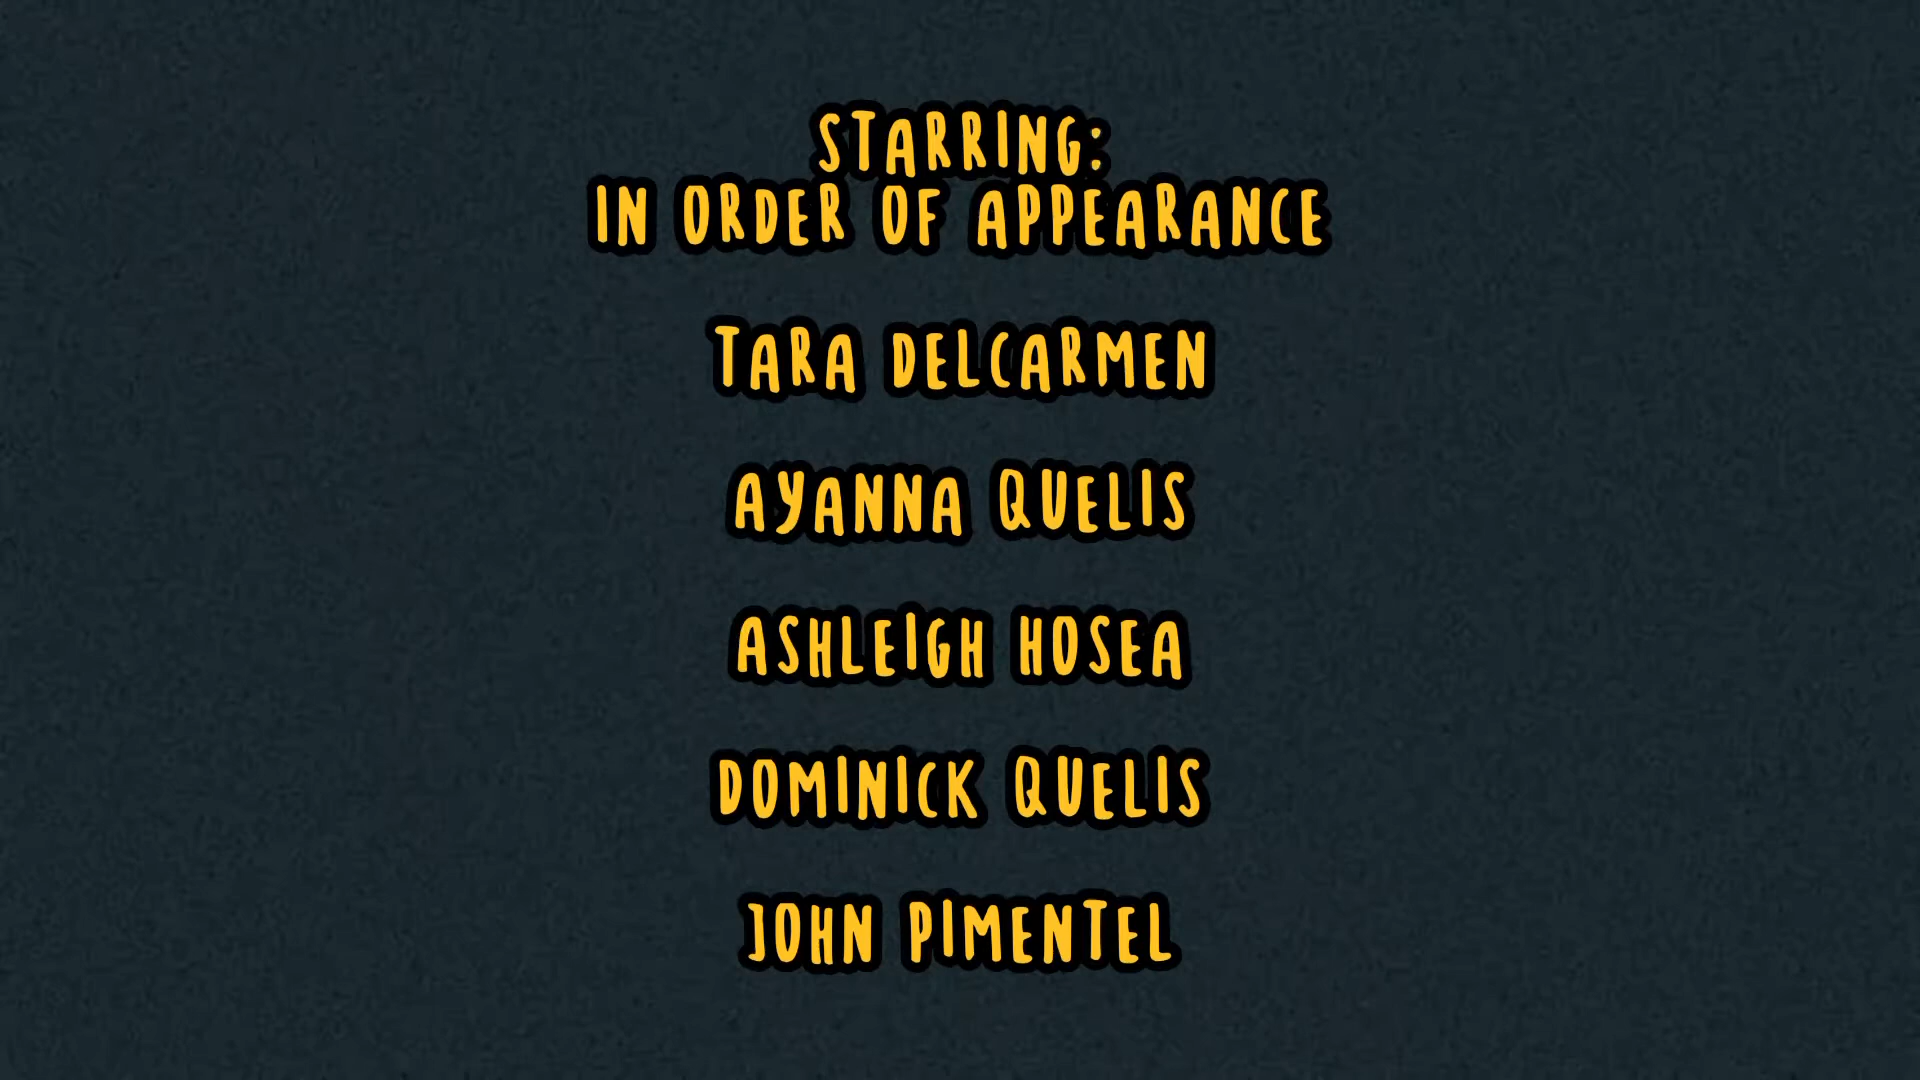 STARRING:
IN ORDER OF APPEARANCE
TARA DELCARMEN
AYANNA QUELIS
ASHLEIGH HOSEA
DOMINICK QUELIS
JOHN PIMENTEL